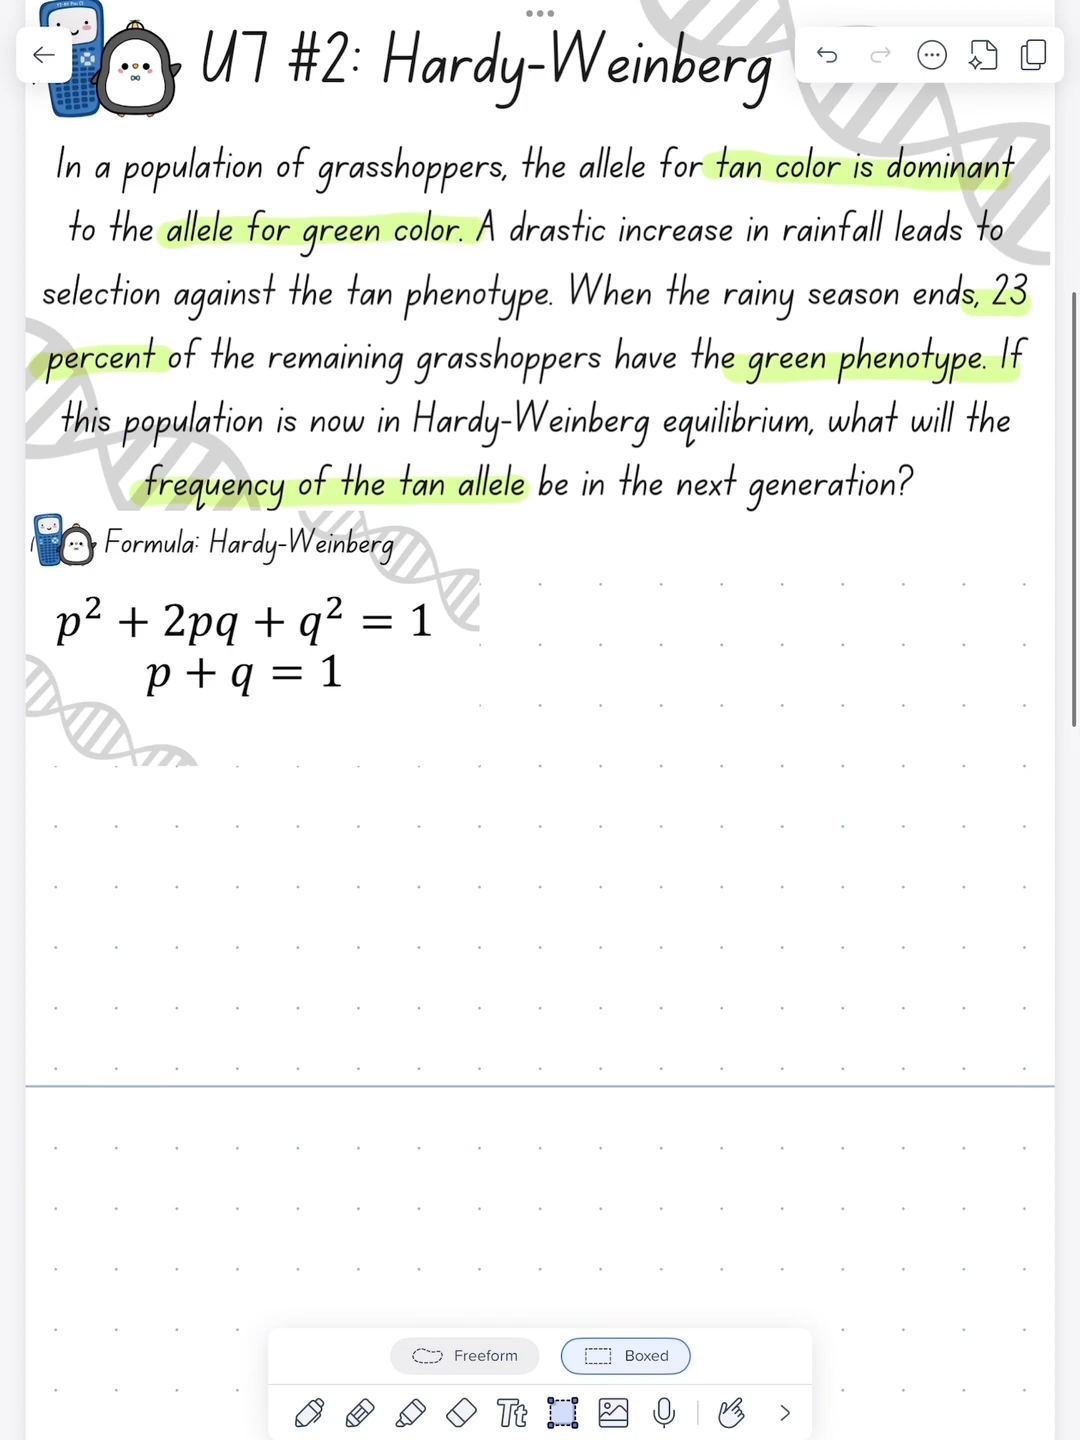 U7 #2: Hardy-Weinberg
In a population of grasshoppers, the allele for tan color is dominant
to the allele for green color. A drastic increase in rainfall leads to
selection against the tan phenotype. When the rainy season ends, 23
percent of the remaining grasshoppers have the green phenotype. If
this population is now in Hardy-Weinberg equilibrium, what will the
frequency of the tan allele be in the next generation?
Formula: Hardy-Weinberg
p² + 2pq + q² = 1
p + q = 1
Freeform
Boxed
Tt